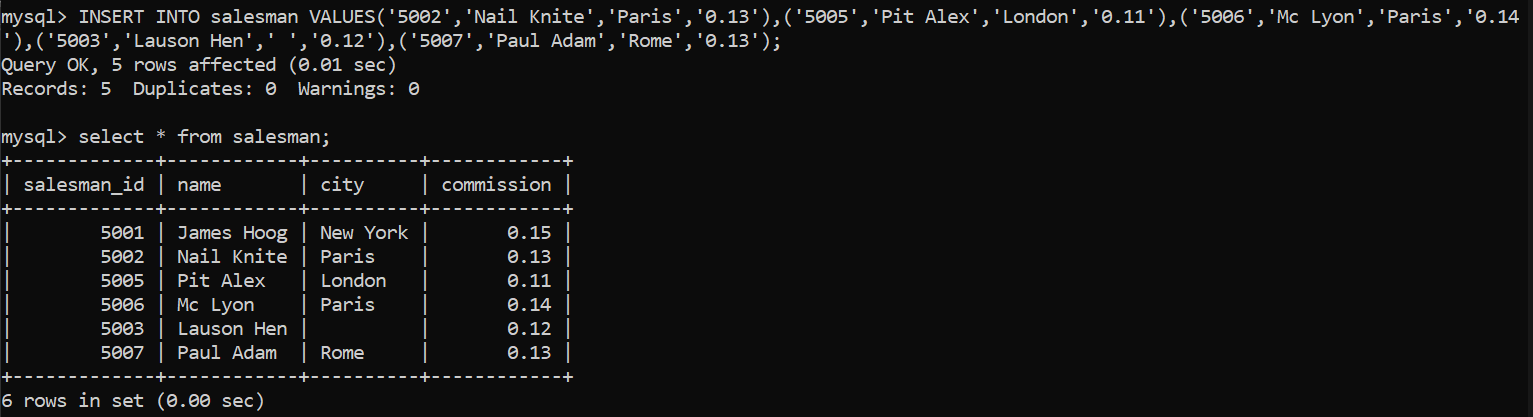 mysql> INSERT INTO salesman VALUES('5002','Nail Knite','Paris','0.13'),('5005','Pit Alex','London','0.11'),('5006','Mc Lyon','Paris','0.14
'),('5003','Lauson Hen',' ','0.12'),('5007','Paul Adam','Rome','0.13');
Query OK, 5 rows affected (0.01 sec)
Records: 5  Duplicates: 0  Warnings: 0

mysql> select * from salesman;
+-------------+------------+----------+------------+
| salesman_id | name       | city     | commission |
+-------------+------------+----------+------------+
|        5001 | James Hoog | New York |       0.15 |
|        5002 | Nail Knite | Paris    |       0.13 |
|        5005 | Pit Alex   | London   |       0.11 |
|        5006 | Mc Lyon    | Paris    |       0.14 |
|        5003 | Lauson Hen |          |       0.12 |
|        5007 | Paul Adam  | Rome     |       0.13 |
+-------------+------------+----------+------------+
6 rows in set (0.00 sec)